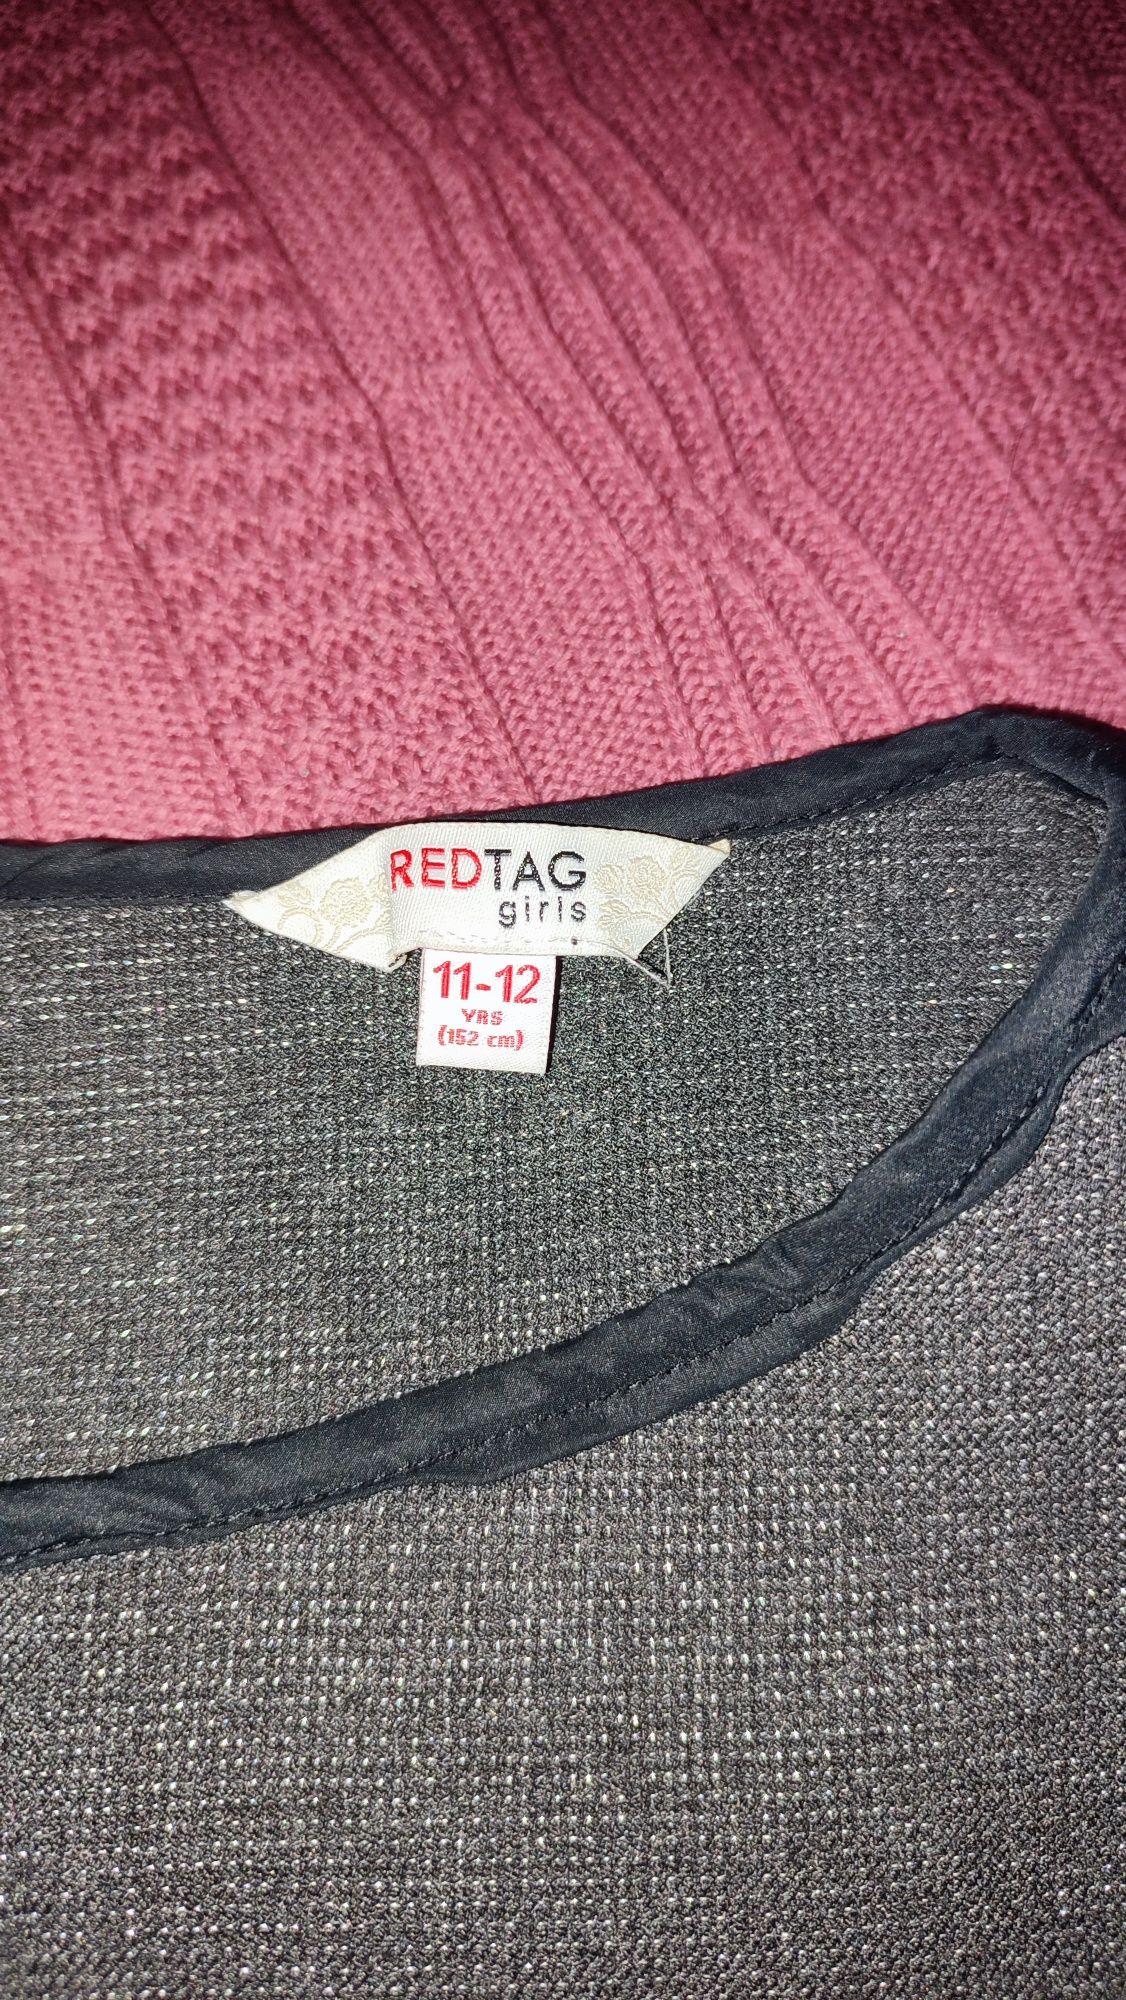 REDTAG
girls
11-12
YRS
(152 cm)